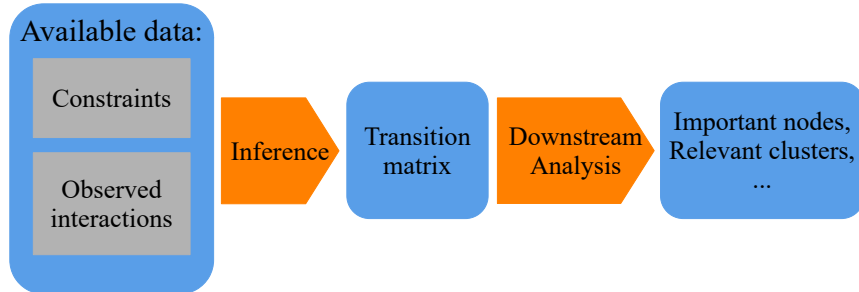 Available data:
Constraints
Observed
interactions
Inference
Transition
matrix
Downstream
Analysis
Important nodes,
Relevant clusters,
...